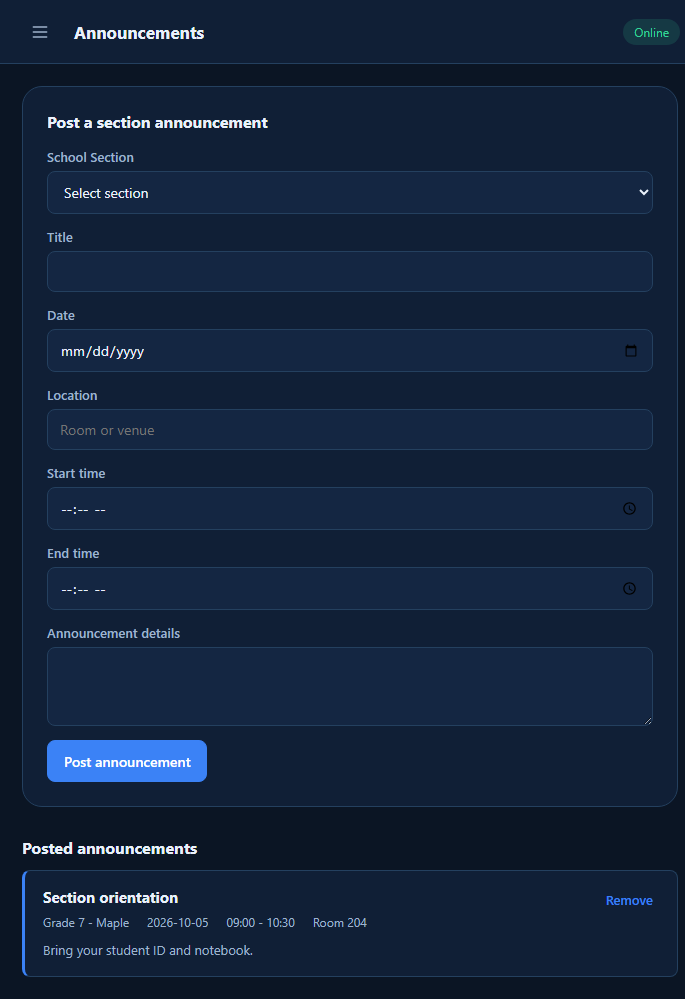 Announcements
Online
Post a section announcement
School Section
Select section
Title
Date
mm/dd/yyyy
Location
Room or venue
Start time
--:-- --
End time
--:-- --
Announcement details
Post announcement
Posted announcements
Section orientation
Remove
Grade 7 - Maple 2026-10-05 09:00 - 10:30 Room 204
Bring your student ID and notebook.